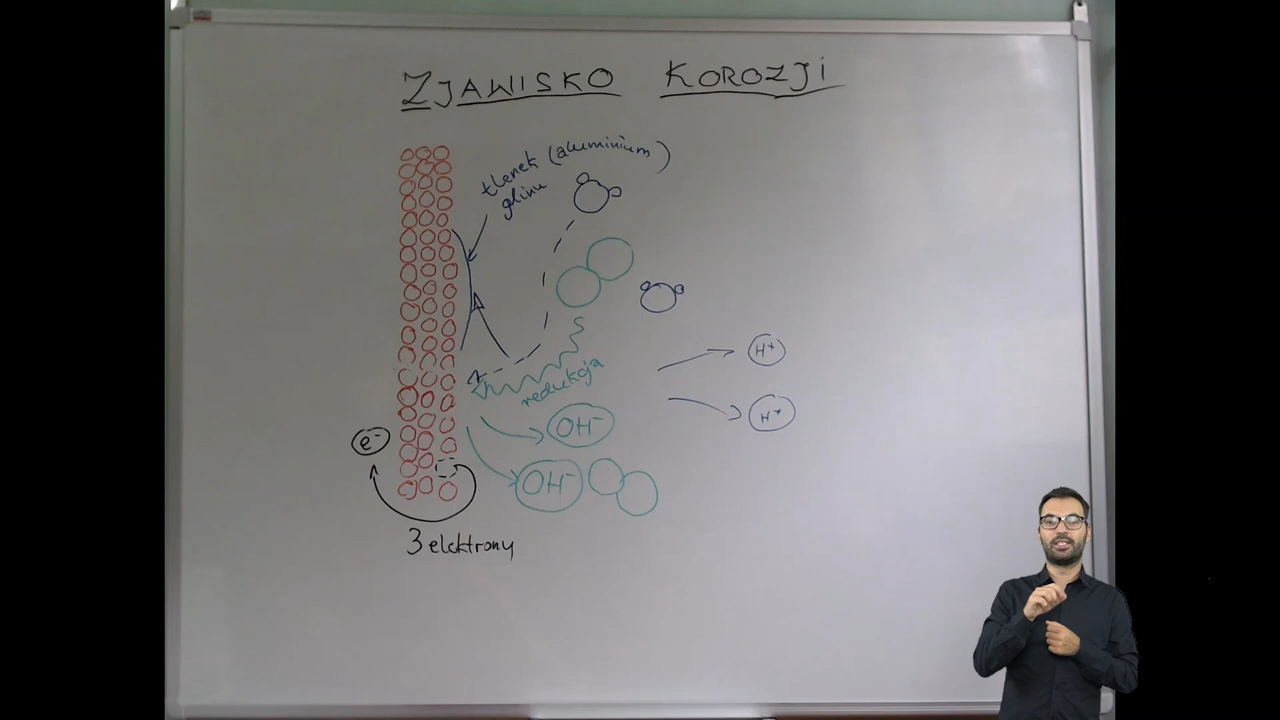 ZJAWISKO KOROZJI
tlenek (aluminium)
glinu
redukcja
H+
H+
OH-
e-
OH-
3 elektrony